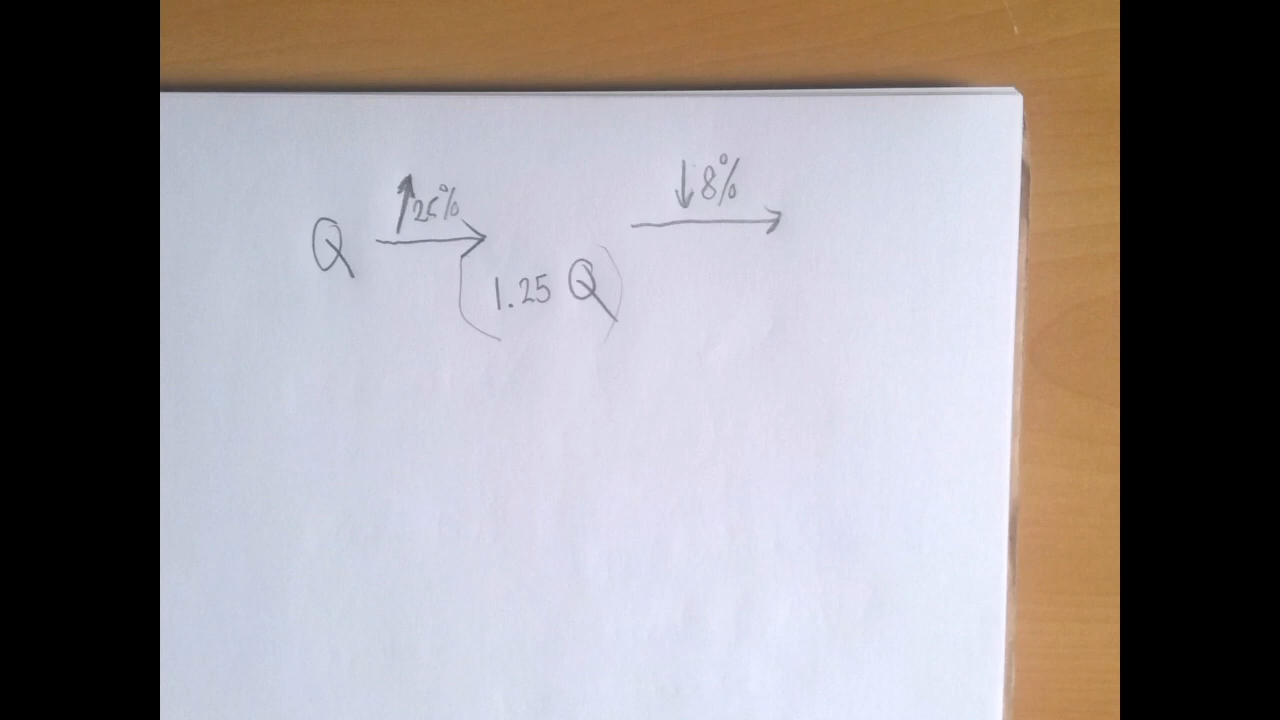 Q ↑25% → (1.25 Q) ↓8% →